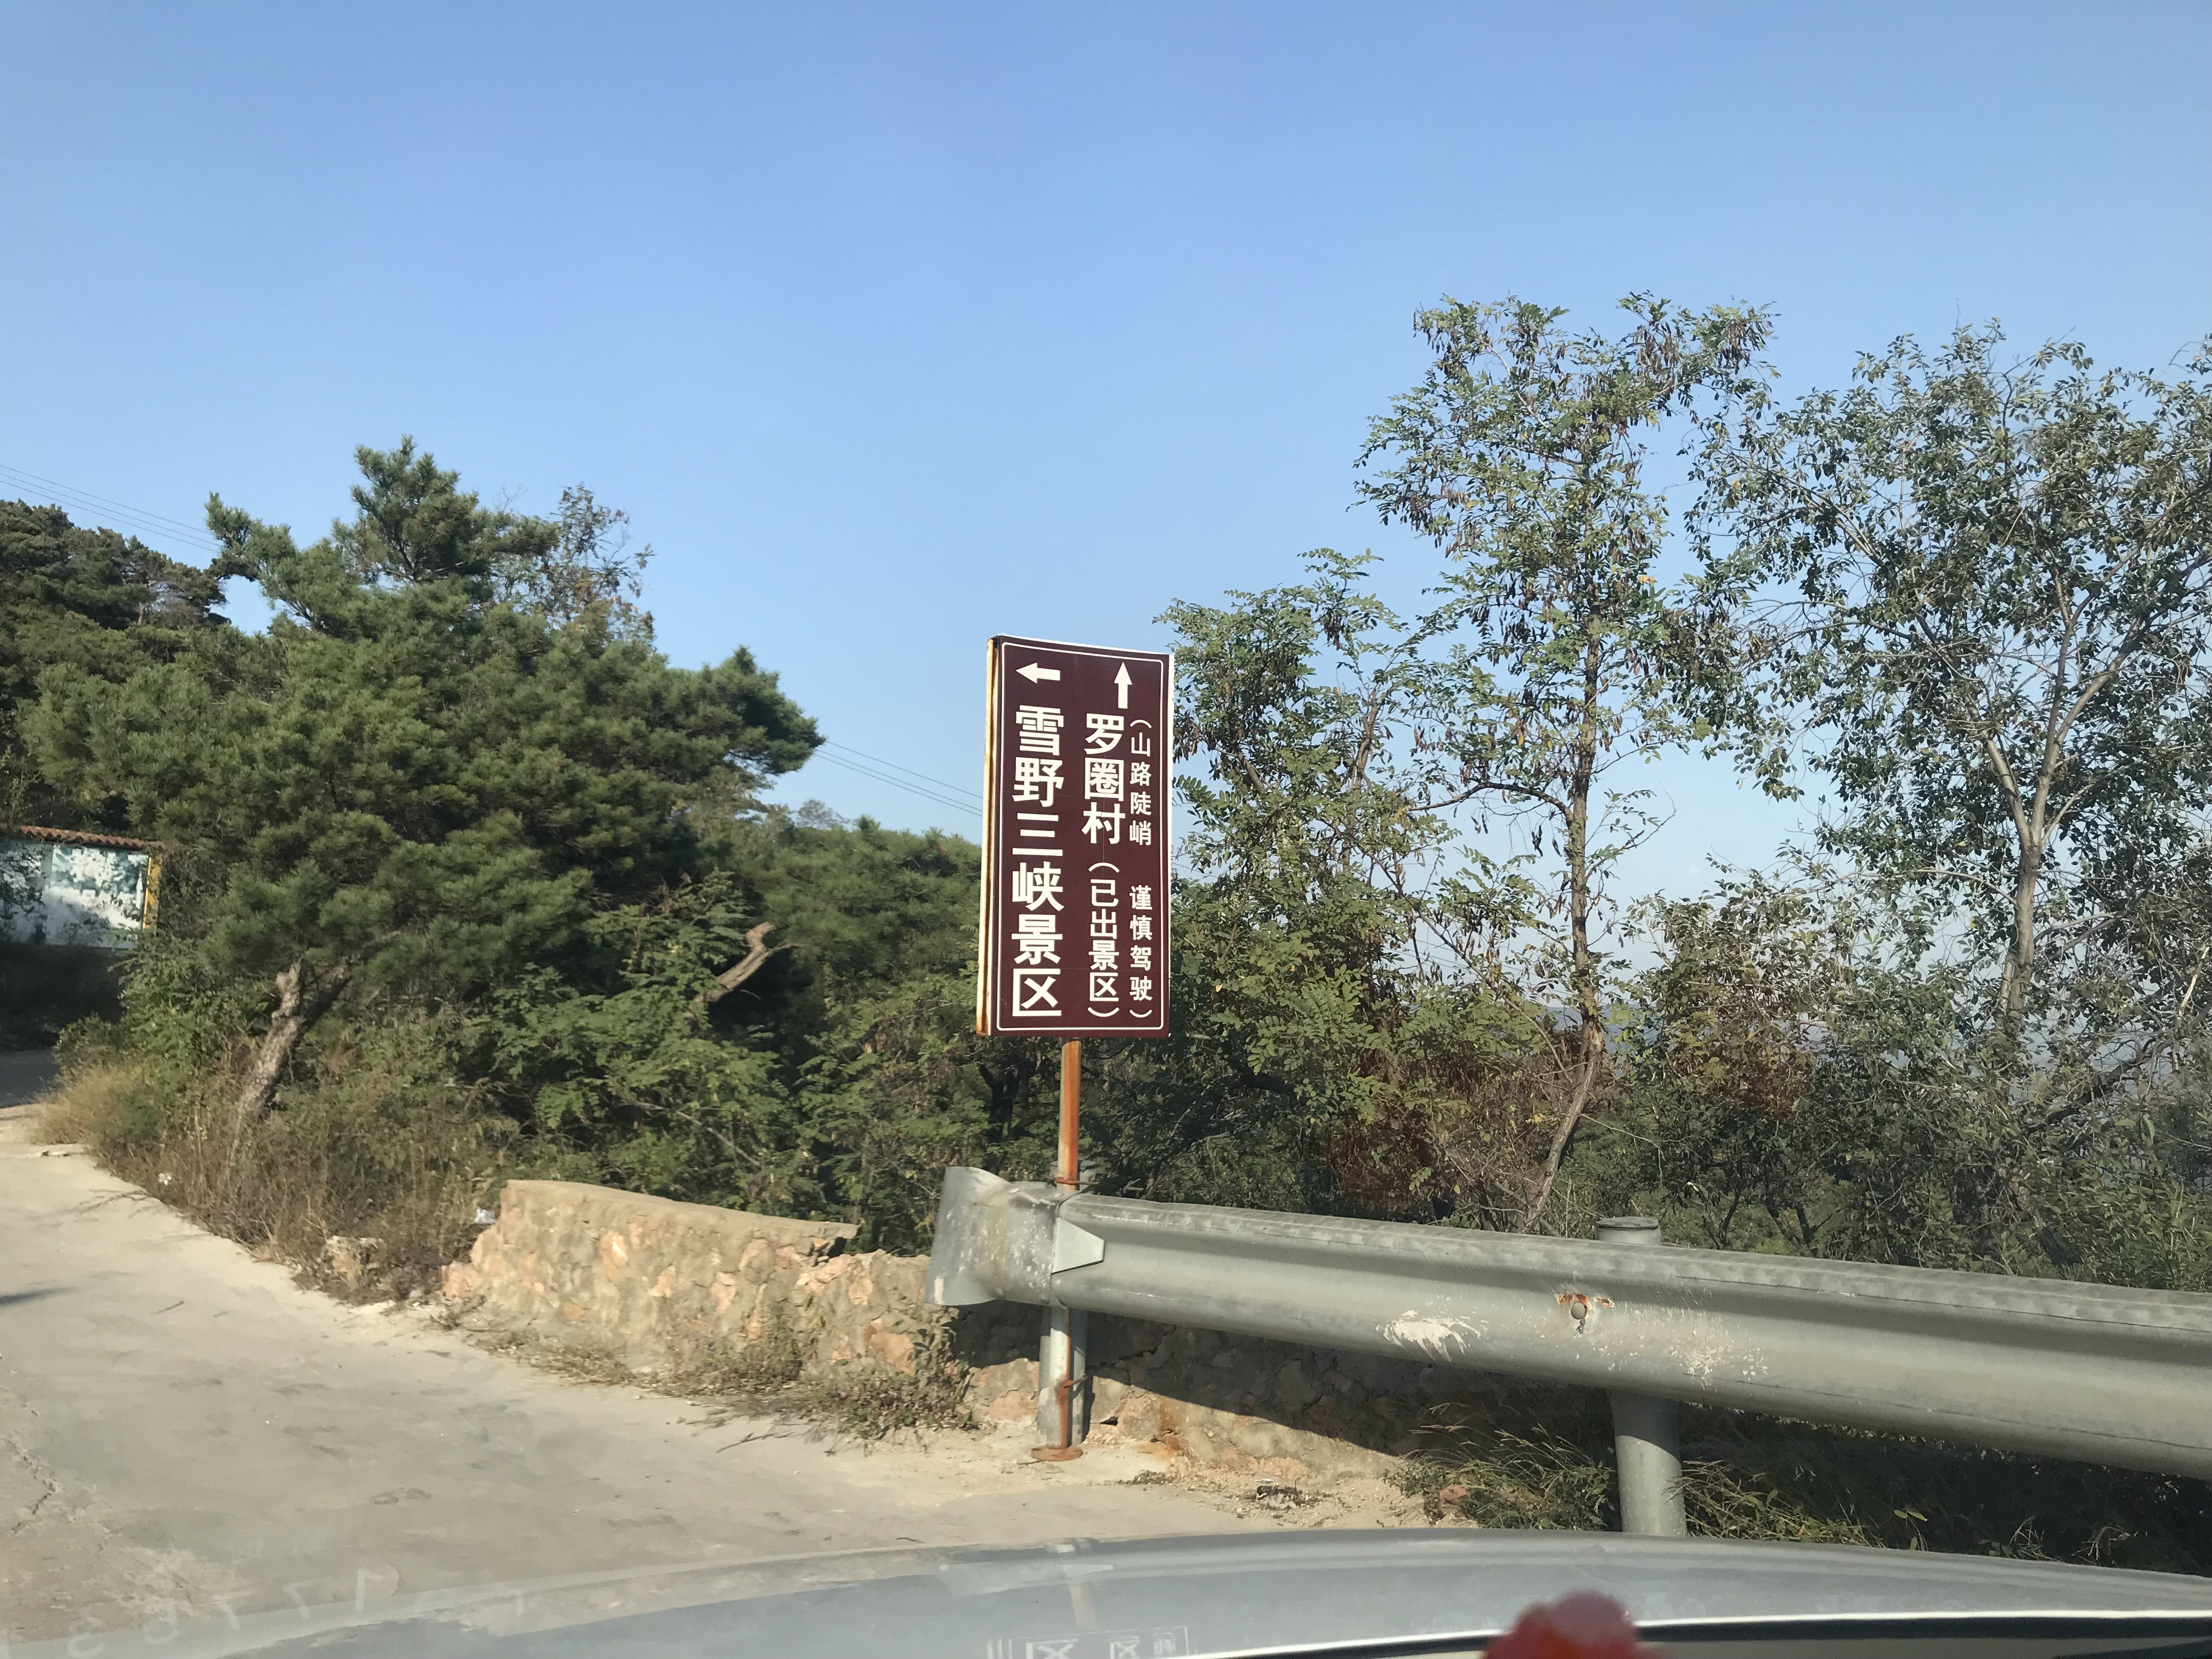 雪野三峡景区
罗圈村（已出景区）
（山路陡峭 谨慎驾驶）